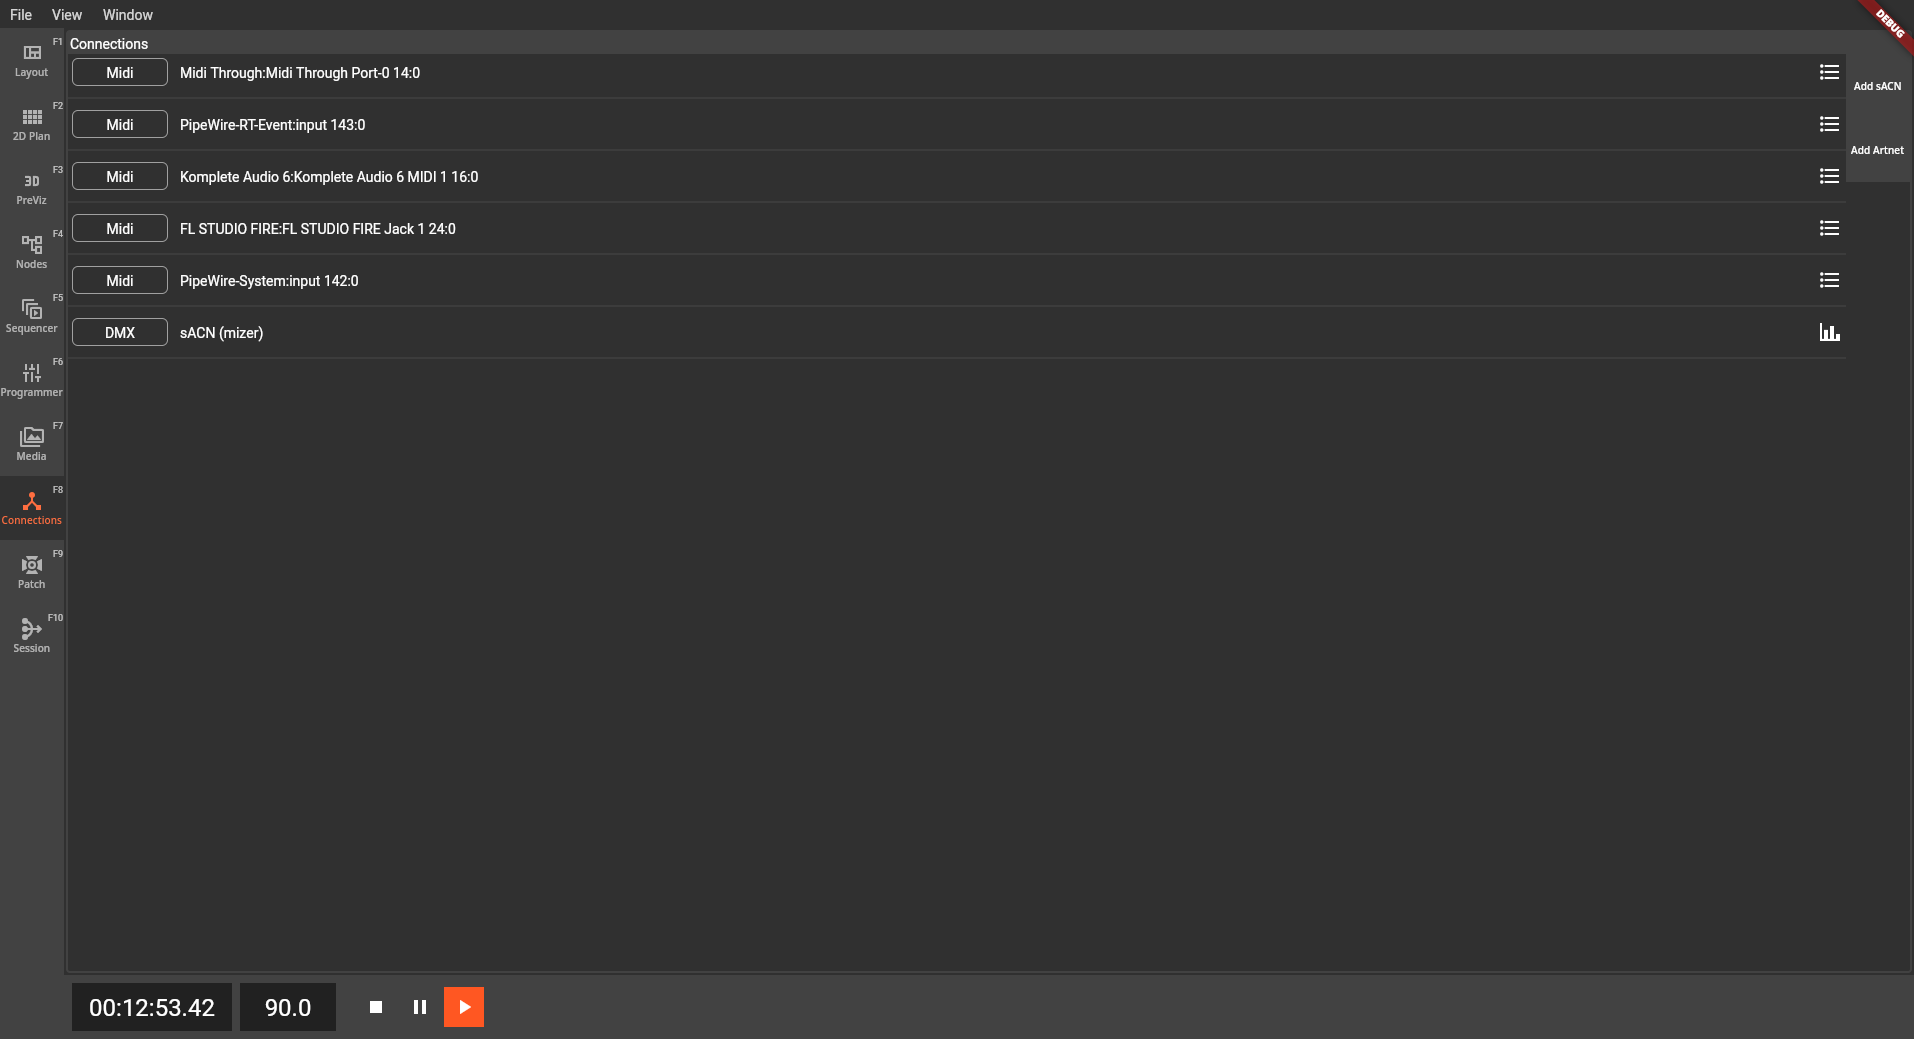 File View Window
DEBUG
F1
Layout
F2
2D Plan
F3
3D
PreViz
F4
Nodes
F5
Sequencer
F6
Programmer
F7
Media
F8
Connections
F9
Patch
F10
Session
Connections
Midi Midi Through:Midi Through Port-0 14:0
Midi PipeWire-RT-Event:input 143:0
Midi Komplete Audio 6:Komplete Audio 6 MIDI 1 16:0
Midi FL STUDIO FIRE:FL STUDIO FIRE Jack 1 24:0
Midi PipeWire-System:input 142:0
DMX sACN (mizer)
Add sACN
Add Artnet
00:12:53.42 90.0